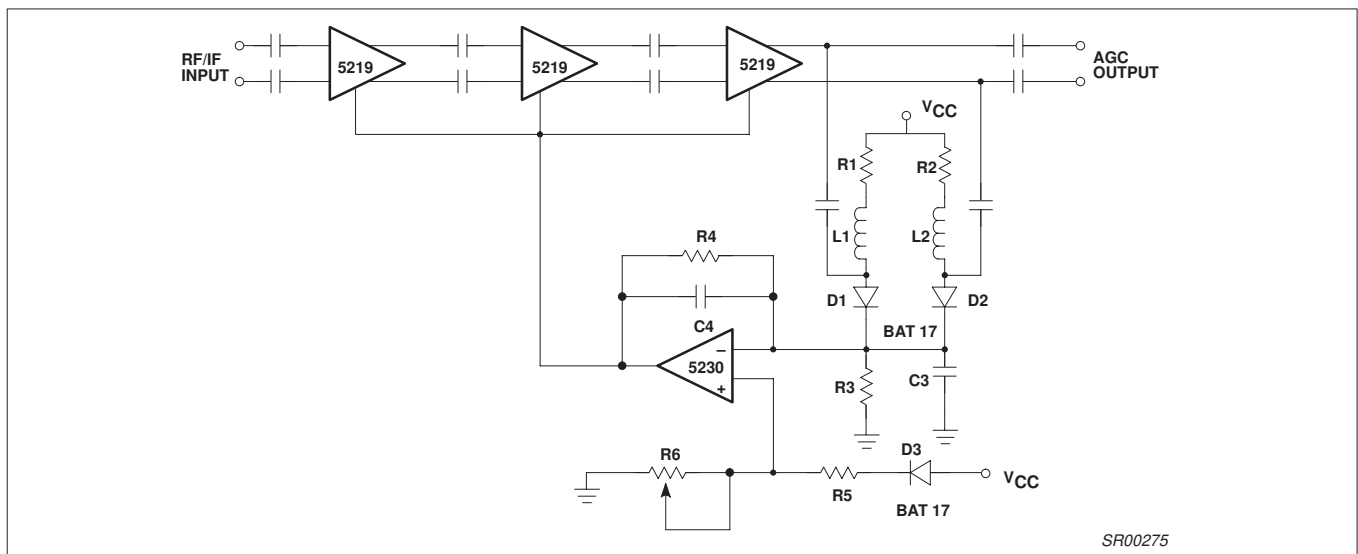 RF/IF
INPUT
5219
5219
5219
AGC
OUTPUT
VCC
R1
R2
L1
L2
R4
C4
D1
D2
BAT 17
–
5230
+
R3
C3
R6
R5
D3
BAT 17
VCC
SR00275